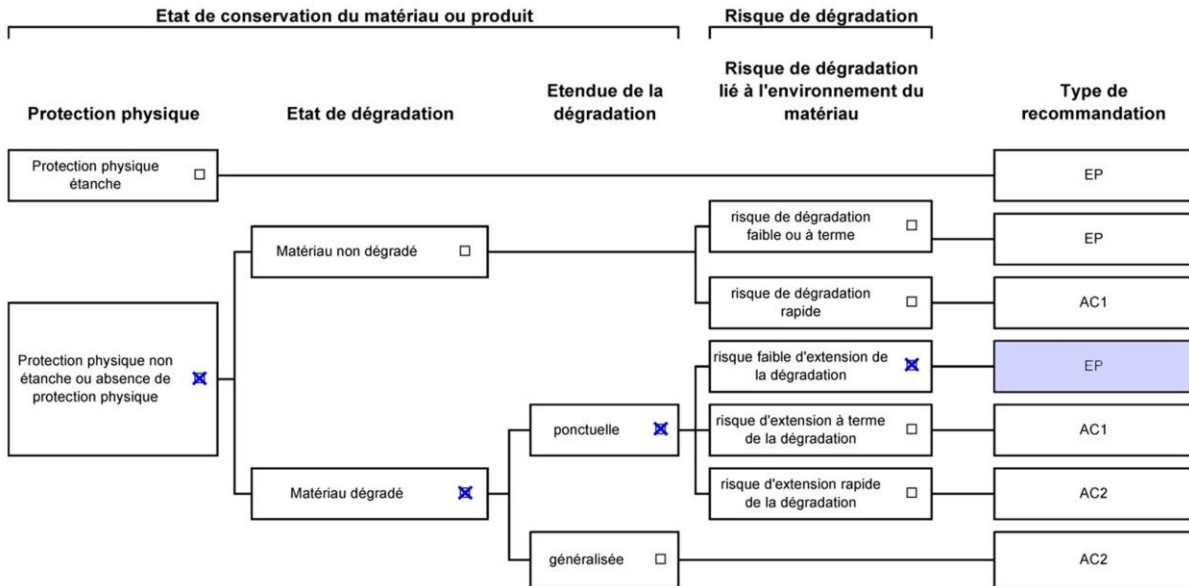 Etat de conservation du matériau ou produit
Risque de dégradation
Protection physique
Etat de dégradation
Etendue de la
dégradation
Risque de dégradation
lié à l'environnement du
matériau
Type de
recommandation
Protection physique
étanche
EP
Matériau non dégradé
risque de dégradation
faible ou à terme
EP
risque de dégradation
rapide
AC1
Protection physique non
étanche ou absence de
protection physique
risque faible d'extension de
la dégradation
EP
ponctuelle
risque d'extension à terme
de la dégradation
AC1
Matériau dégradé
risque d'extension rapide
de la dégradation
AC2
généralisée
AC2